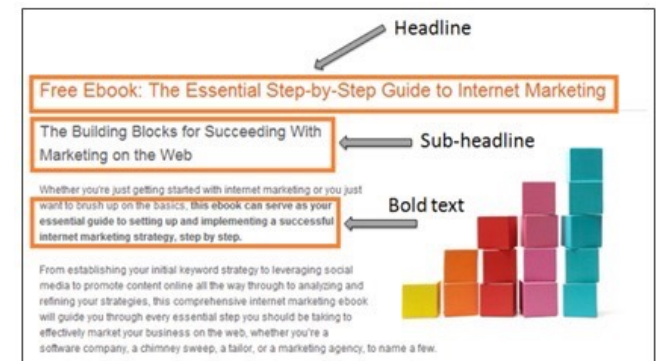 Headline
Free Ebook: The Essential Step-by-Step Guide to Internet Marketing
The Building Blocks for Succeeding With
Marketing on the Web
Sub-headline
Whether you're just getting started with internet marketing or you just
want to brush up on the basics, this ebook can serve as your
essential guide to setting up and implementing a successful
internet marketing strategy, step by step.
Bold text
From establishing your initial keyword strategy to leveraging social
media to promote content online all the way through to analyzing and
refining your strategies, this comprehensive internet marketing ebook
will guide you through every essential step you should be taking to
effectively market your business on the web, whether you're a
software company, a chimney sweep, a tailor, or a marketing agency, to name a few.